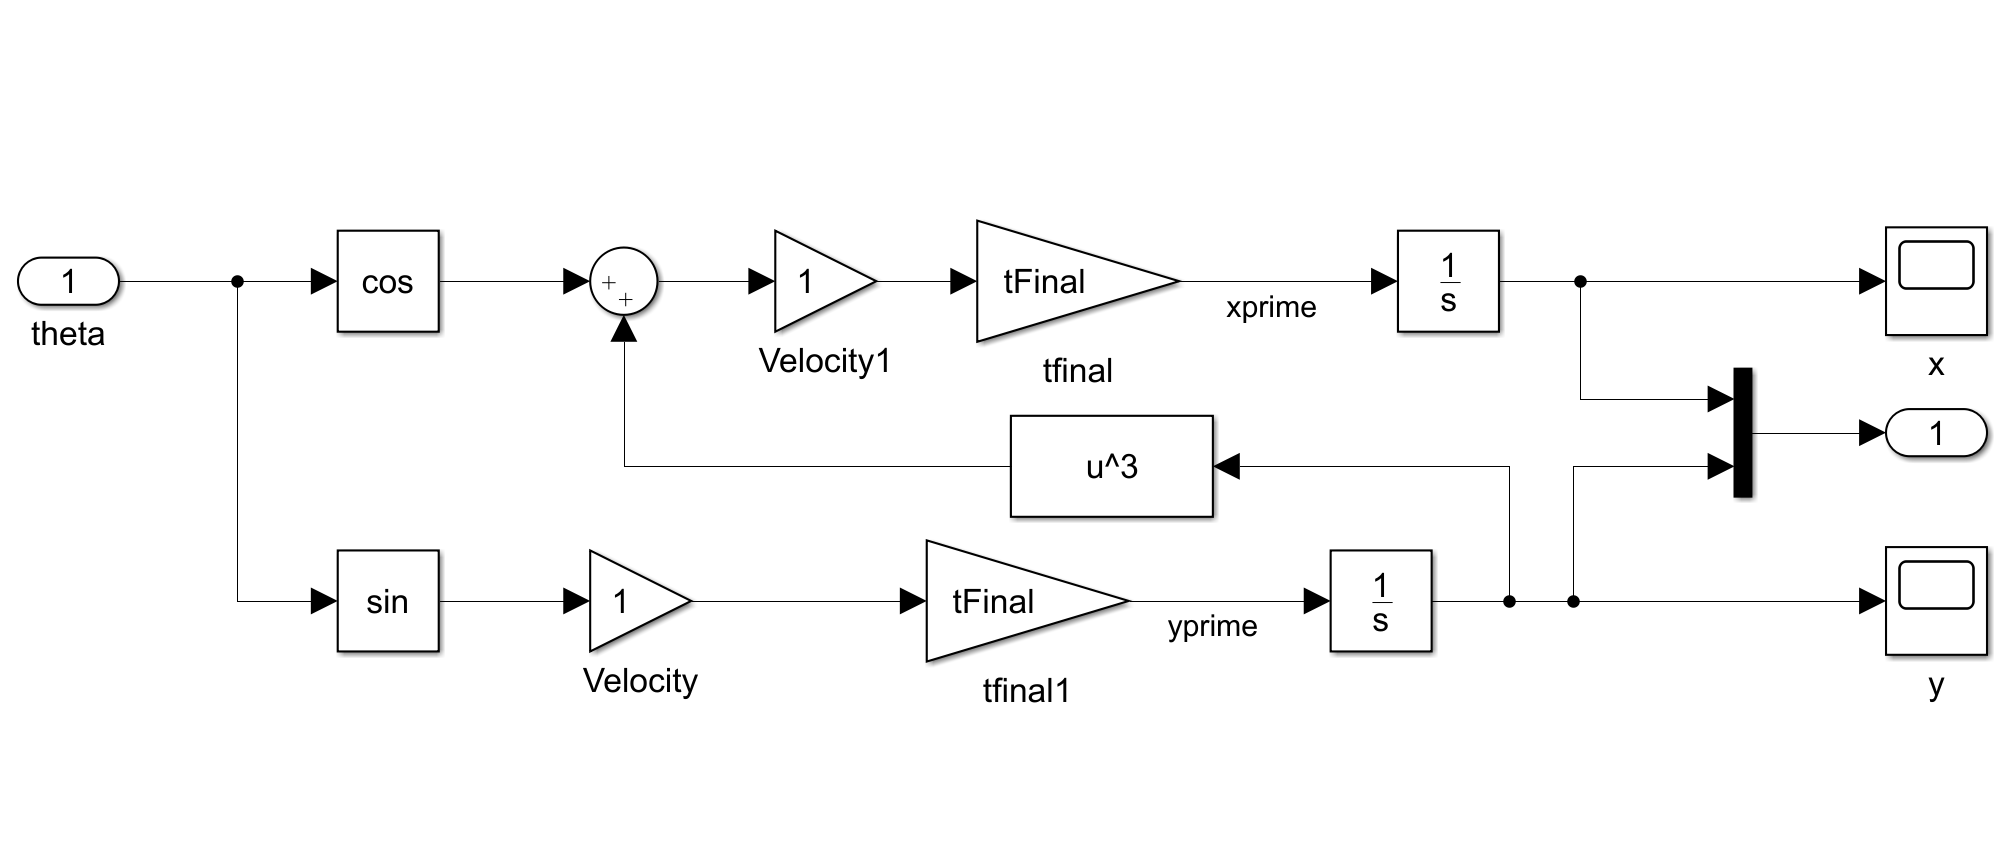 1
theta
cos
+
+
1
Velocity1
tFinal
tfinal
xprime
1
s
x
u^3
1
sin
1
Velocity
tFinal
tfinal1
yprime
1
s
y